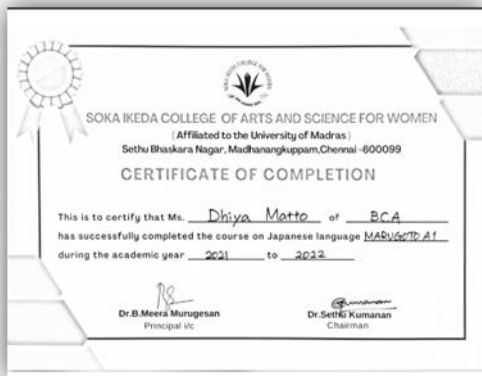 SOKA IKEDA COLLEGE OF ARTS AND SCIENCE FOR WOMEN
(Affiliated to the University of Madras)
Sethu Bhaskara Nagar, Madhanangkuppam,Chennai -600099
CERTIFICATE OF COMPLETION
This is to certify that Ms. Dhiya Matto of BCA
has successfully completed the course on Japanese language MARUGOTO A1
during the academic year 2021 to 2022
Dr.B.Meera Murugesan
Principal i/c
Dr.Sethu Kumanan
Chairman